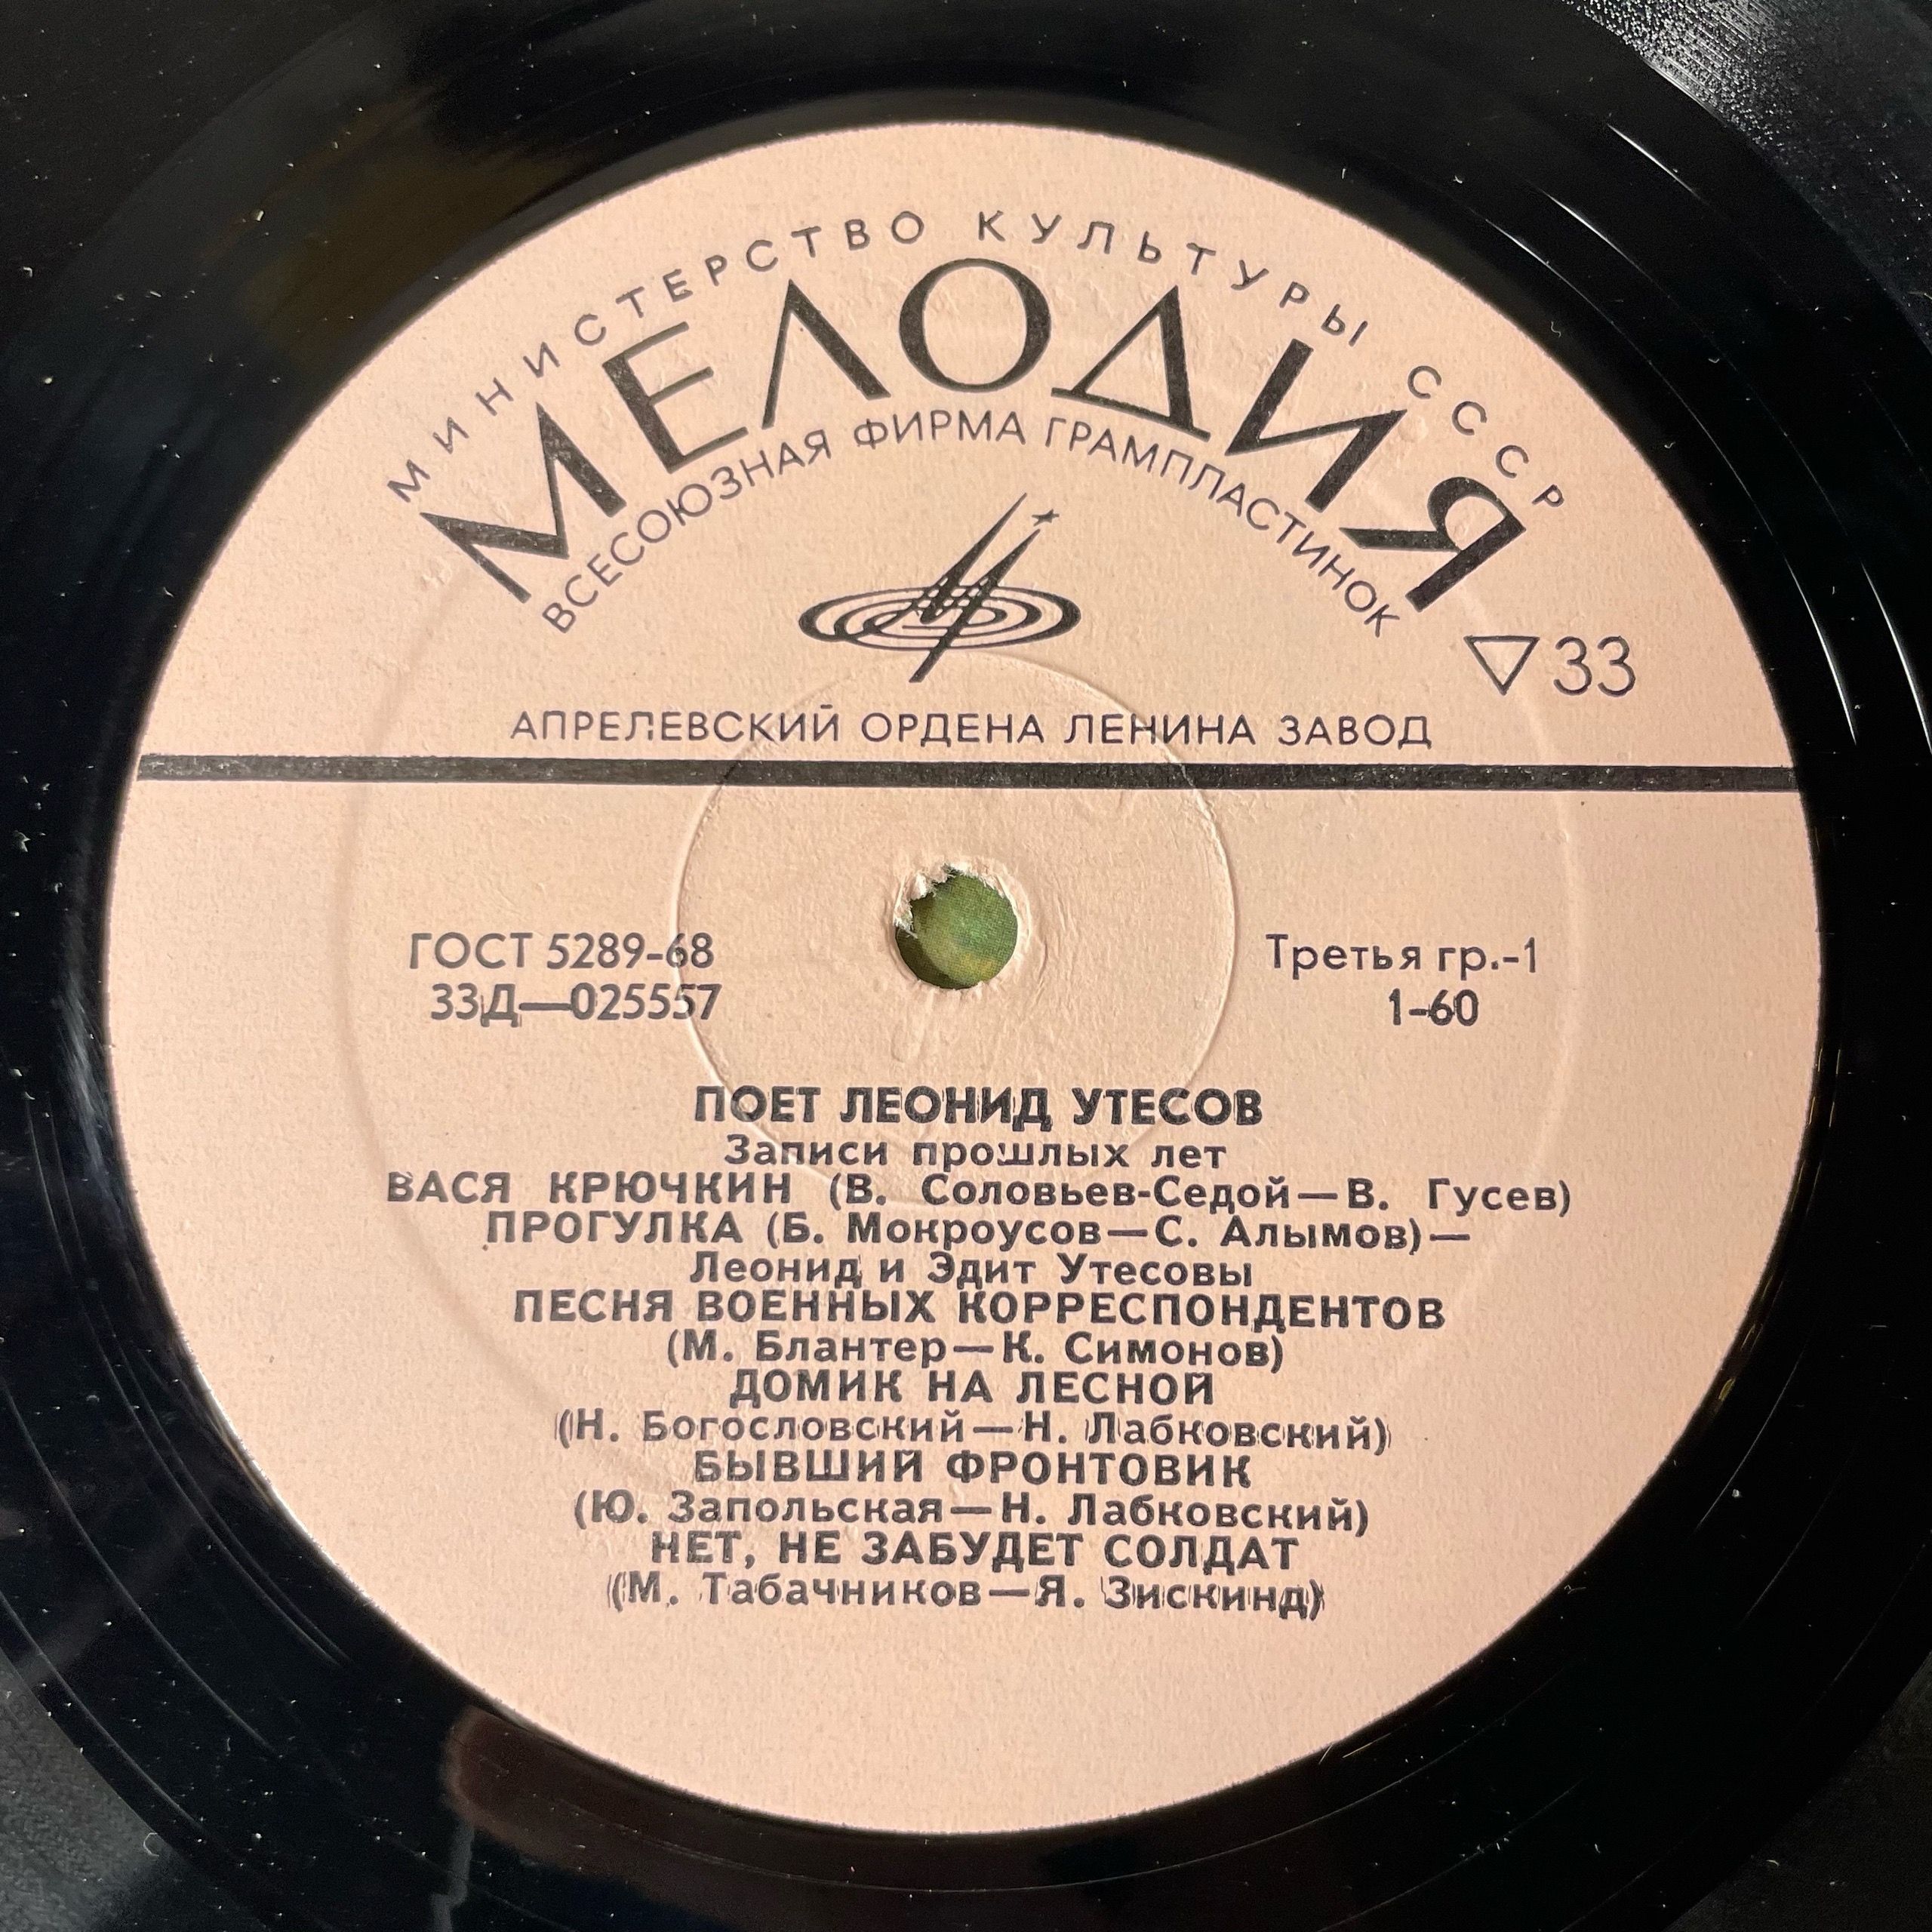 МИНИСТЕРСТВО КУЛЬТУРЫ СССР
МЕЛОДИЯ
ВСЕСОЮЗНАЯ ФИРМА ГРАМПЛАСТИНОК
▽33
АПРЕЛЕВСКИЙ ОРДЕНА ЛЕНИНА ЗАВОД
ГОСТ 5289-68
33Д—025557
Третья гр.-1
1-60
ПОЕТ ЛЕОНИД УТЕСОВ
Записи прошлых лет
ВАСЯ КРЮЧКИН (В. Соловьев-Седой—В. Гусев)
ПРОГУЛКА (Б. Мокроусов—С. Алымов)—
Леонид и Эдит Утесовы
ПЕСНЯ ВОЕННЫХ КОРРЕСПОНДЕНТОВ
(М. Блантер—К. Симонов)
ДОМИК НА ЛЕСНОЙ
(Н. Богословский—Н. Лабковский)
БЫВШИЙ ФРОНТОВИК
(Ю. Запольская—Н. Лабковский)
НЕТ, НЕ ЗАБУДЕТ СОЛДАТ
(М. Табачников—Я. Зискинд)